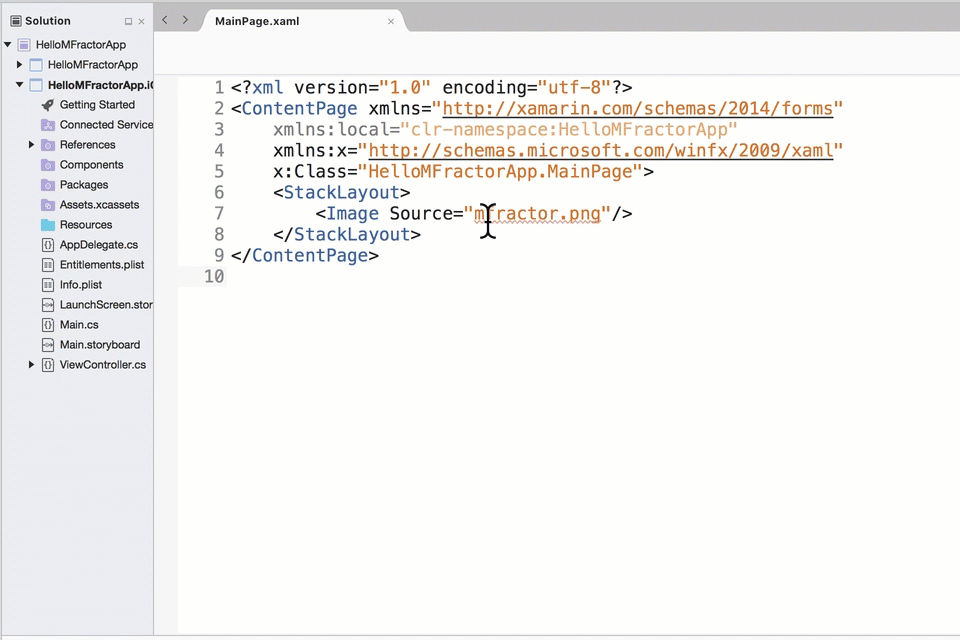 Solution
MainPage.xaml
HelloMFractorApp
HelloMFractorApp
HelloMFractorApp.i
Getting Started
Connected Service
References
Components
Packages
Assets.xcassets
Resources
AppDelegate.cs
Entitlements.plist
Info.plist
LaunchScreen.stor
Main.cs
Main.storyboard
ViewController.cs
1 <?xml version="1.0" encoding="utf-8"?>
2 <ContentPage xmlns="http://xamarin.com/schemas/2014/forms"
3 xmlns:local="clr-namespace:HelloMFractorApp"
4 xmlns:x="http://schemas.microsoft.com/winfx/2009/xaml"
5 x:Class="HelloMFractorApp.MainPage">
6 <StackLayout>
7 <Image Source="mfractor.png"/>
8 </StackLayout>
9 </ContentPage>
10